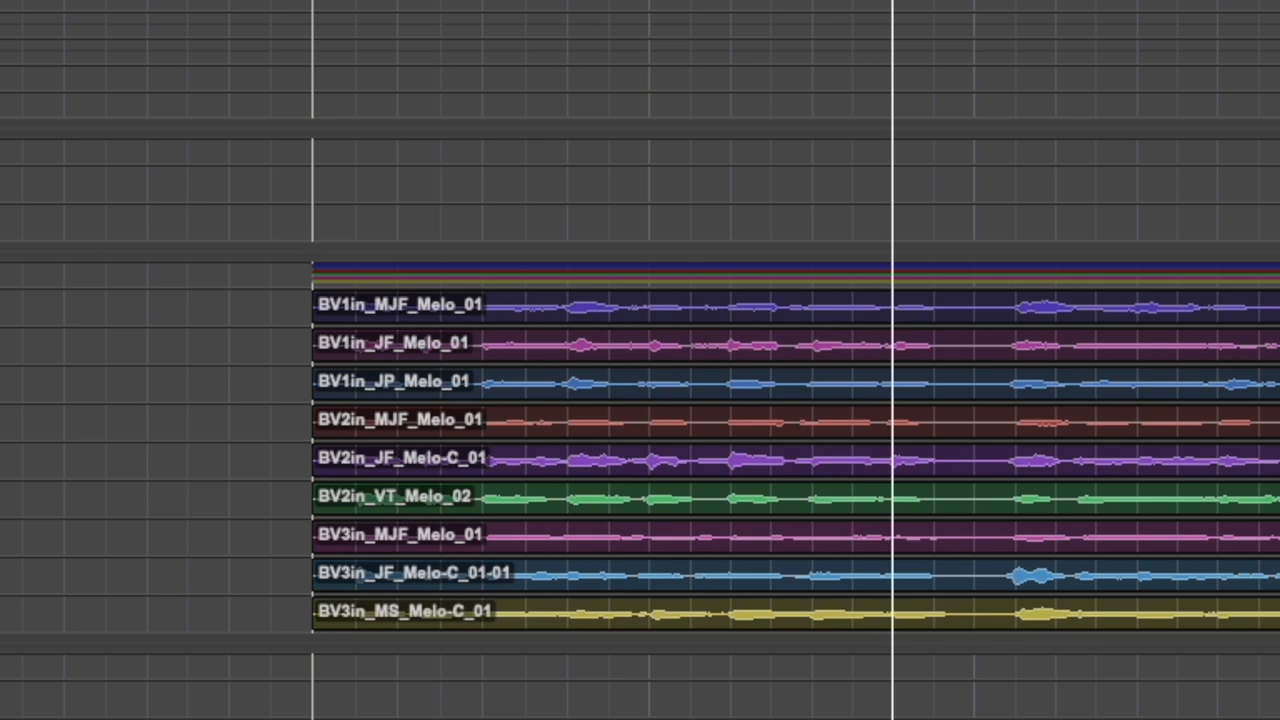 BV1in_MJF_Melo_01
BV1in_JF_Melo_01
BV1in_JP_Melo_01
BV2in_MJF_Melo_01
BV2in_JF_Melo-C_01
BV2in_VT_Melo_02
BV3in_MJF_Melo_01
BV3in_JF_Melo-C_01-01
BV3in_MS_Melo-C_01